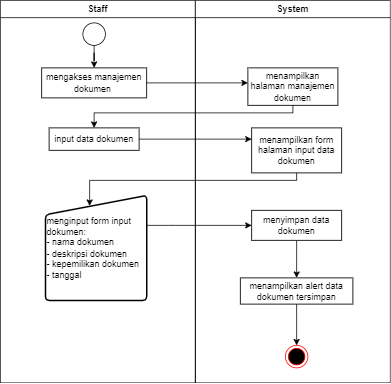 Staff
System
mengakses manajemen
dokumen
menampilkan
halaman manajemen
dokumen
input data dokumen
menampilkan form
halaman input data
dokumen
menginput form input
dokumen:
- nama dokumen
- deskripsi dokumen
- kepemilikan dokumen
- tanggal
menyimpan data
dokumen
menampilkan alert data
dokumen tersimpan